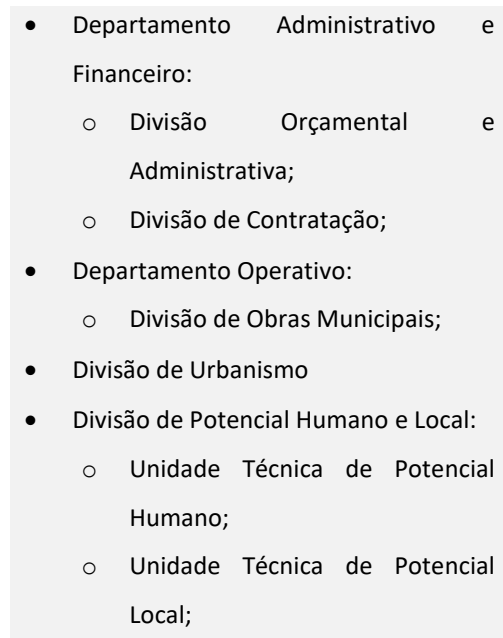 • Departamento Administrativo e
Financeiro:
o Divisão Orçamental e
Administrativa;
o Divisão de Contratação;
• Departamento Operativo:
o Divisão de Obras Municipais;
• Divisão de Urbanismo
• Divisão de Potencial Humano e Local:
o Unidade Técnica de Potencial
Humano;
o Unidade Técnica de Potencial
Local;